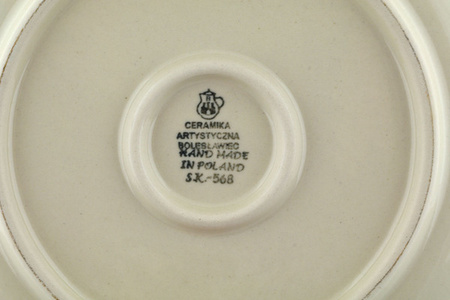 CERAMIKA
ARTYSTYCZNA
BOLESŁAWIEC
HAND MADE
IN POLAND
S.K.-568